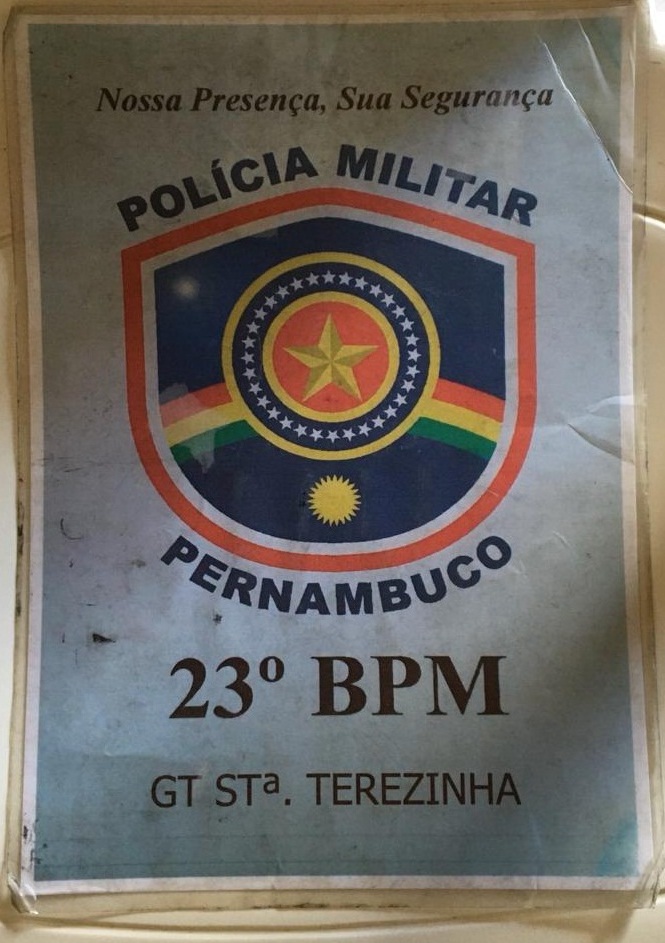 Nossa Presença, Sua Segurança
POLÍCIA MILITAR
PERNAMBUCO
23º BPM
GT STª. TEREZINHA